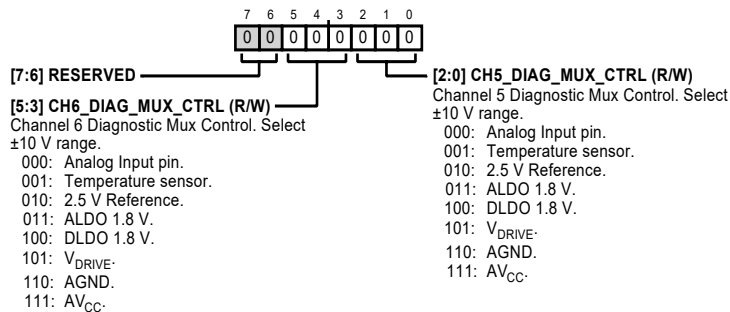 7 6 5 4 3 2 1 0
0 0 0 0 0 0 0 0
[7:6] RESERVED
[5:3] CH6_DIAG_MUX_CTRL (R/W)
Channel 6 Diagnostic Mux Control. Select
±10 V range.
000: Analog Input pin.
001: Temperature sensor.
010: 2.5 V Reference.
011: ALDO 1.8 V.
100: DLDO 1.8 V.
101: VDRIVE.
110: AGND.
111: AVCC.
[2:0] CH5_DIAG_MUX_CTRL (R/W)
Channel 5 Diagnostic Mux Control. Select
±10 V range.
000: Analog Input pin.
001: Temperature sensor.
010: 2.5 V Reference.
011: ALDO 1.8 V.
100: DLDO 1.8 V.
101: VDRIVE.
110: AGND.
111: AVCC.